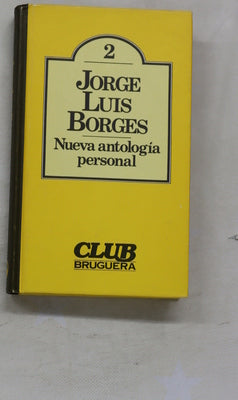 2
JORGE
LUIS
BORGES
Nueva antología
personal
CLUB
BRUGUERA